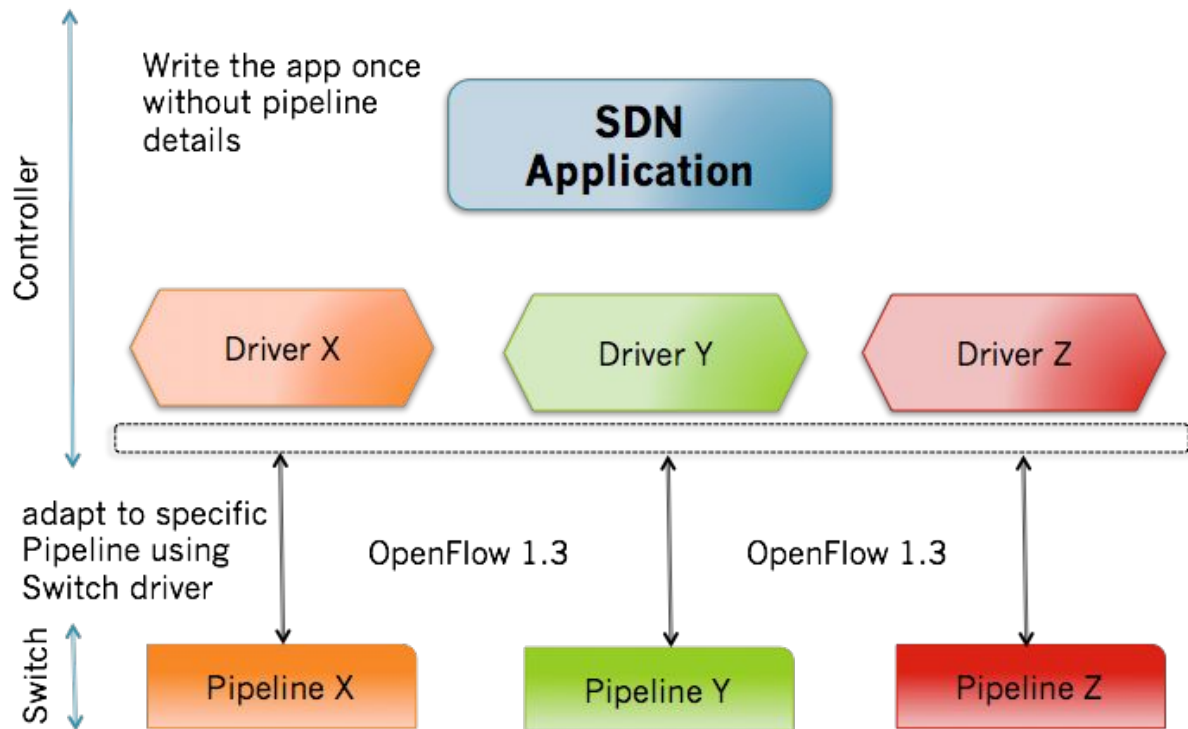 Write the app once
without pipeline
details
SDN
Application
Controller
Driver X
Driver Y
Driver Z
adapt to specific
Pipeline using
Switch driver
OpenFlow 1.3
OpenFlow 1.3
Switch
Pipeline X
Pipeline Y
Pipeline Z